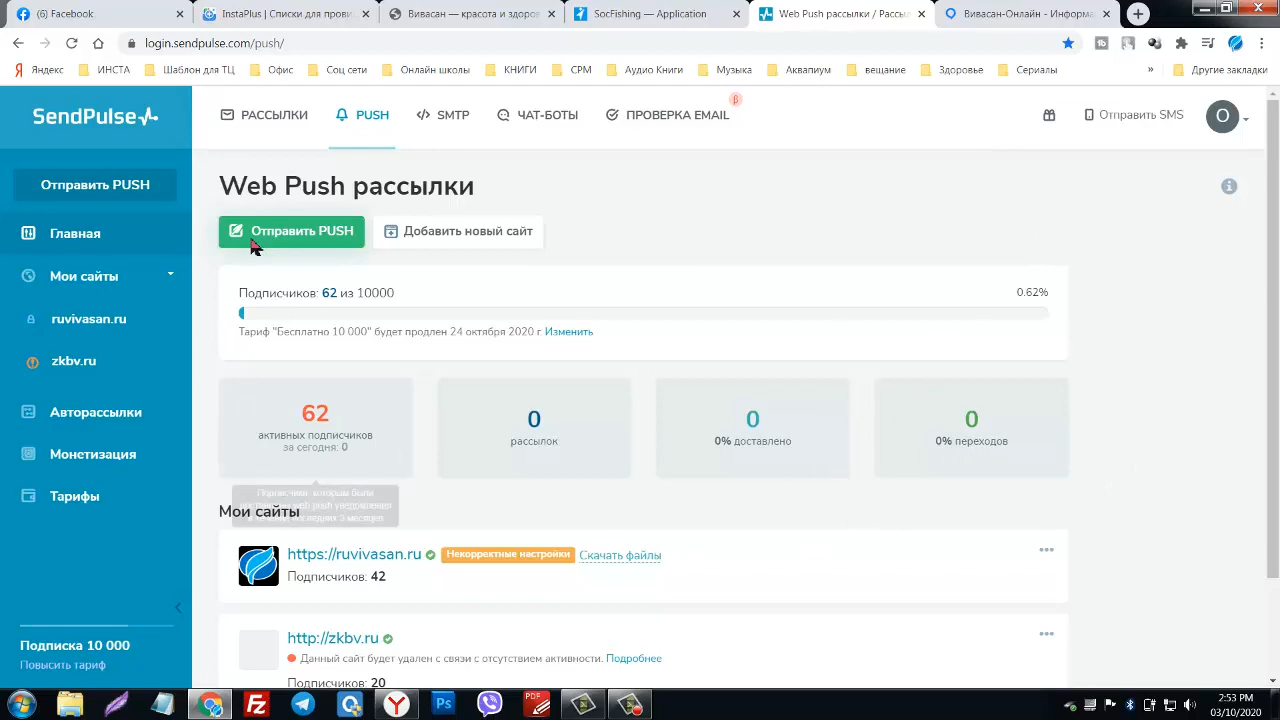 Facebook
InstaPlus | Система д
Вивасан — красота и здоро
SocFishing — Application
Web Push рассылки / Рассы
Вивасан-Онлайн - Информа
login.sendpulse.com/push/
Яндекс
ИНСТА
Шаблон для ТЦ
Офис
Соц сети
Онлайн школы
КНИГИ
СРМ
Аудио Книги
Музыка
Аквапиум
вещание
Здоровье
Сериалы
»
Другие закладки
SendPulse
РАССЫЛКИ
PUSH
SMTP
ЧАТ-БОТЫ
ПРОВЕРКА EMAIL
β
Отправить SMS
O
Отправить PUSH
Главная
Мои сайты
ruvivasan.ru
zkbv.ru
Авторассылки
Монетизация
Тарифы
Подписка 10 000
Повысить тариф
Web Push рассылки
Отправить PUSH
Добавить новый сайт
Подписчиков: 62 из 10000
0.62%
Тариф "Бесплатно 10 000" будет продлен 24 октября 2020 г. Изменить
62
активных подписчиков
за сегодня: 0
0
рассылок
0
0% доставлено
0
0% переходов
Мои сайты
https://ruvivasan.ru
Некорректные настройки
Скачать файлы
Подписчиков: 42
http://zkbv.ru
Данный сайт будет удален с связи с отсутствием активности. Подробнее
Подписчиков: 20
2:53 PM
03/10/2020